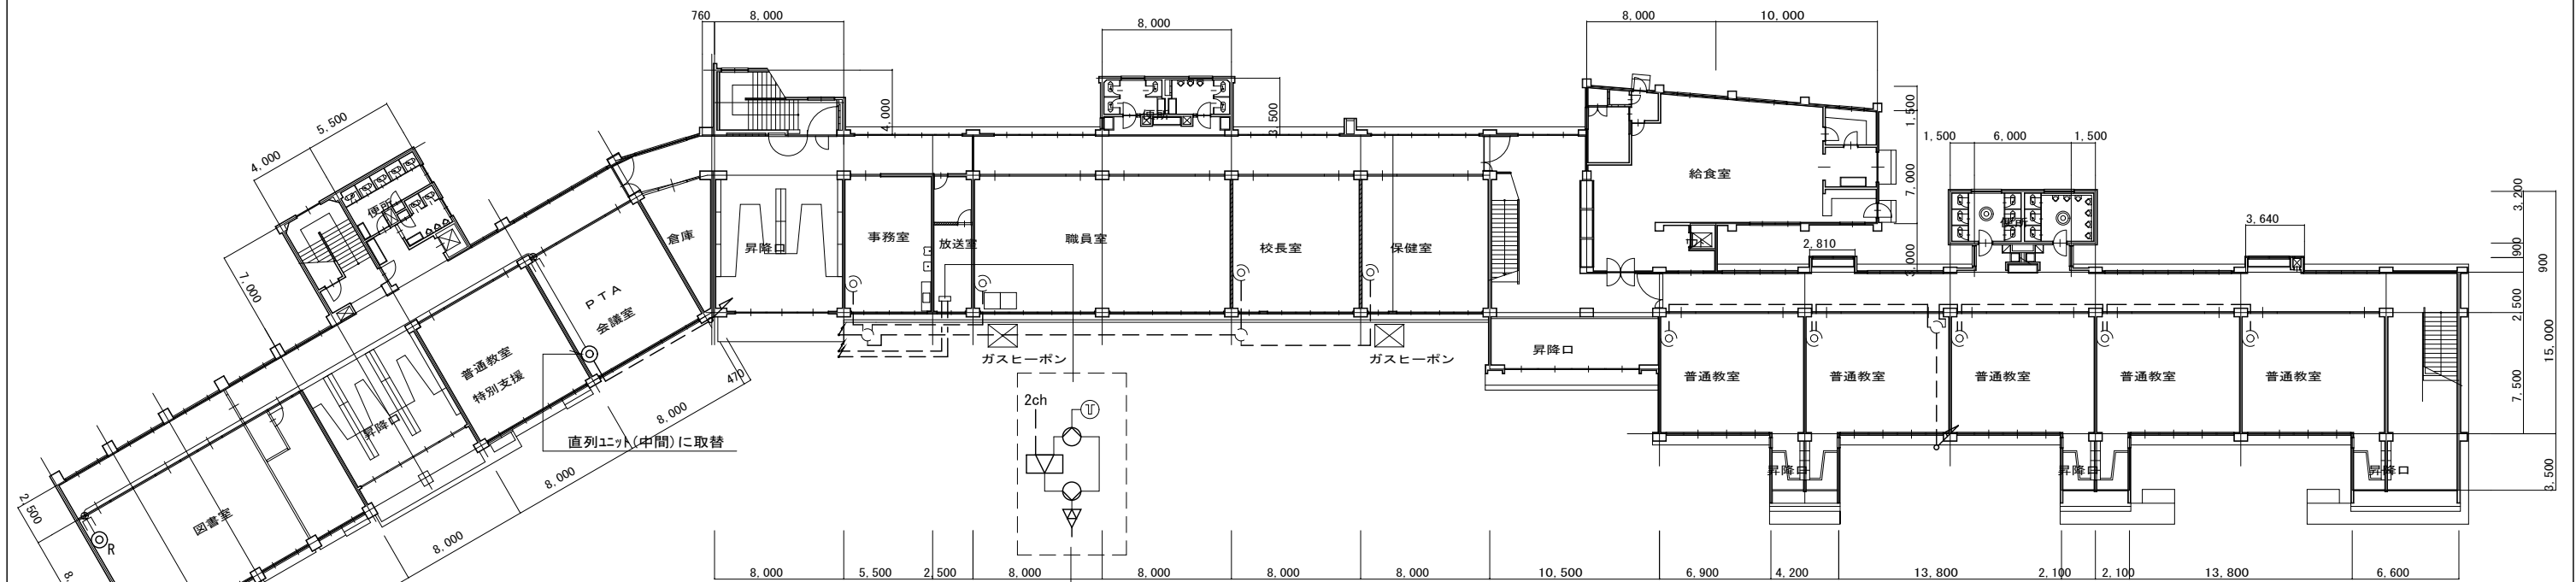 760
8,000
8,000
8,000
10,000
5,500
4,000
4,000
便所
3,500
1,500
1,500
6,000
1,500
便所
給食室
7,000
3,200
倉庫
昇降口
事務室
放送室
職員室
校長室
保健室
2,810
便所
3,640
900
900
7,000
PTA
会議室
3,000
2,500
普通教室
特別支援
ガスヒーポン
ガスヒーポン
昇降口
15,000
470
普通教室
普通教室
普通教室
普通教室
普通教室
7,500
2ch
T
8,000
昇降口
直列ユニット(中間)に取替
昇降口
昇降口
昇降口
3,500
8,000
2,500
図書室
R
8,000
8,000
5,500
2,500
8,000
8,000
8,000
8,000
10,500
6,900
4,200
13,800
2,100
2,100
13,800
6,600